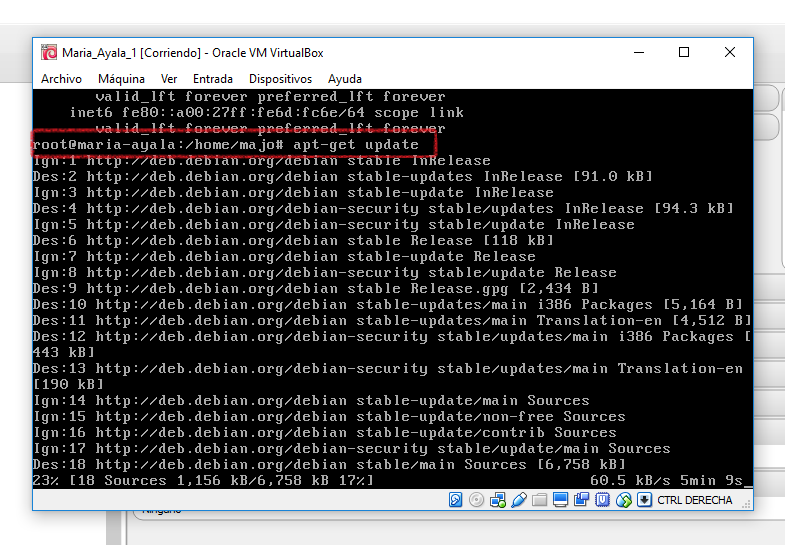 Maria_Ayala_1 [Corriendo] - Oracle VM VirtualBox
Archivo Máquina Ver Entrada Dispositivos Ayuda
valid_lft forever preferred_lft forever
inet6 fe80::a00:27ff:fe6d:fc6e/64 scope link
valid_lft forever preferred_lft forever
root@maria-ayala:/home/majo# apt-get update
Ign:1 http://deb.debian.org/debian stable InRelease
Des:2 http://deb.debian.org/debian stable-updates InRelease [91.0 kB]
Ign:3 http://deb.debian.org/debian stable-update InRelease
Des:4 http://deb.debian.org/debian-security stable/updates InRelease [94.3 kB]
Ign:5 http://deb.debian.org/debian-security stable/update InRelease
Des:6 http://deb.debian.org/debian stable Release [118 kB]
Ign:7 http://deb.debian.org/debian stable-update Release
Ign:8 http://deb.debian.org/debian-security stable/update Release
Des:9 http://deb.debian.org/debian stable Release.gpg [2,434 B]
Des:10 http://deb.debian.org/debian stable-updates/main i386 Packages [5,164 B]
Des:11 http://deb.debian.org/debian stable-updates/main Translation-en [4,512 B]
Des:12 http://deb.debian.org/debian-security stable/updates/main i386 Packages [
443 kB]
Des:13 http://deb.debian.org/debian-security stable/updates/main Translation-en
[190 kB]
Ign:14 http://deb.debian.org/debian stable-update/main Sources
Ign:15 http://deb.debian.org/debian stable-update/non-free Sources
Ign:16 http://deb.debian.org/debian stable-update/contrib Sources
Ign:17 http://deb.debian.org/debian-security stable/update/main Sources
Des:18 http://deb.debian.org/debian stable/main Sources [6,758 kB]
23% [18 Sources 1,156 kB/6,758 kB 17%] 60.5 kB/s 5min 9s_
CTRL DERECHA